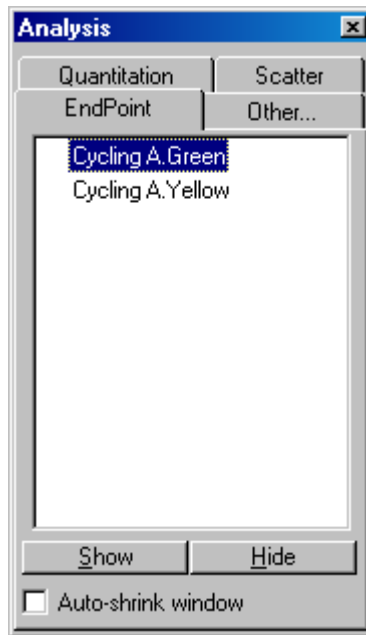 Analysis
Quantitation Scatter
EndPoint Other...
Cycling A.Green
Cycling A.Yellow
Show Hide
Auto-shrink window